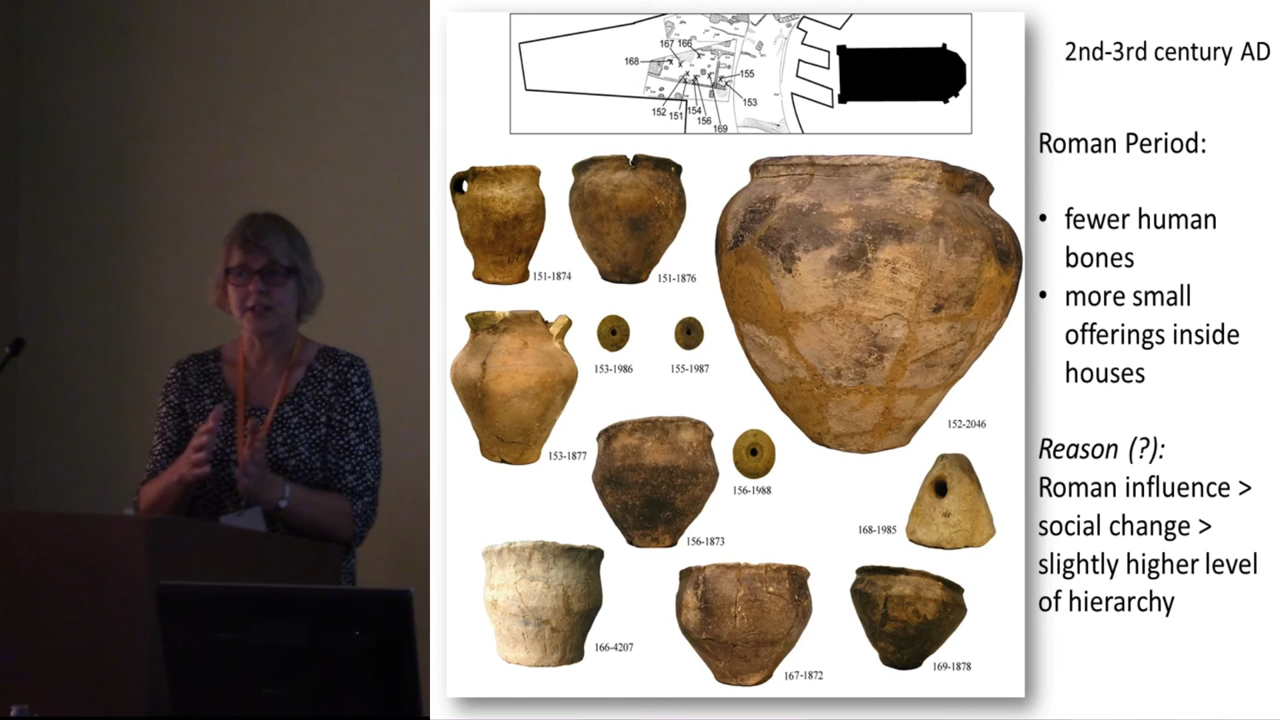 167 166
168
155
153
152
151
154
156
169
2nd-3rd century AD
Roman Period:
• fewer human
bones
• more small
offerings inside
houses
Reason (?):
Roman influence >
social change >
slightly higher level
of hierarchy
151-1874
151-1876
153-1986
155-1987
152-2046
153-1877
156-1988
168-1985
156-1873
166-4207
167-1872
169-1878